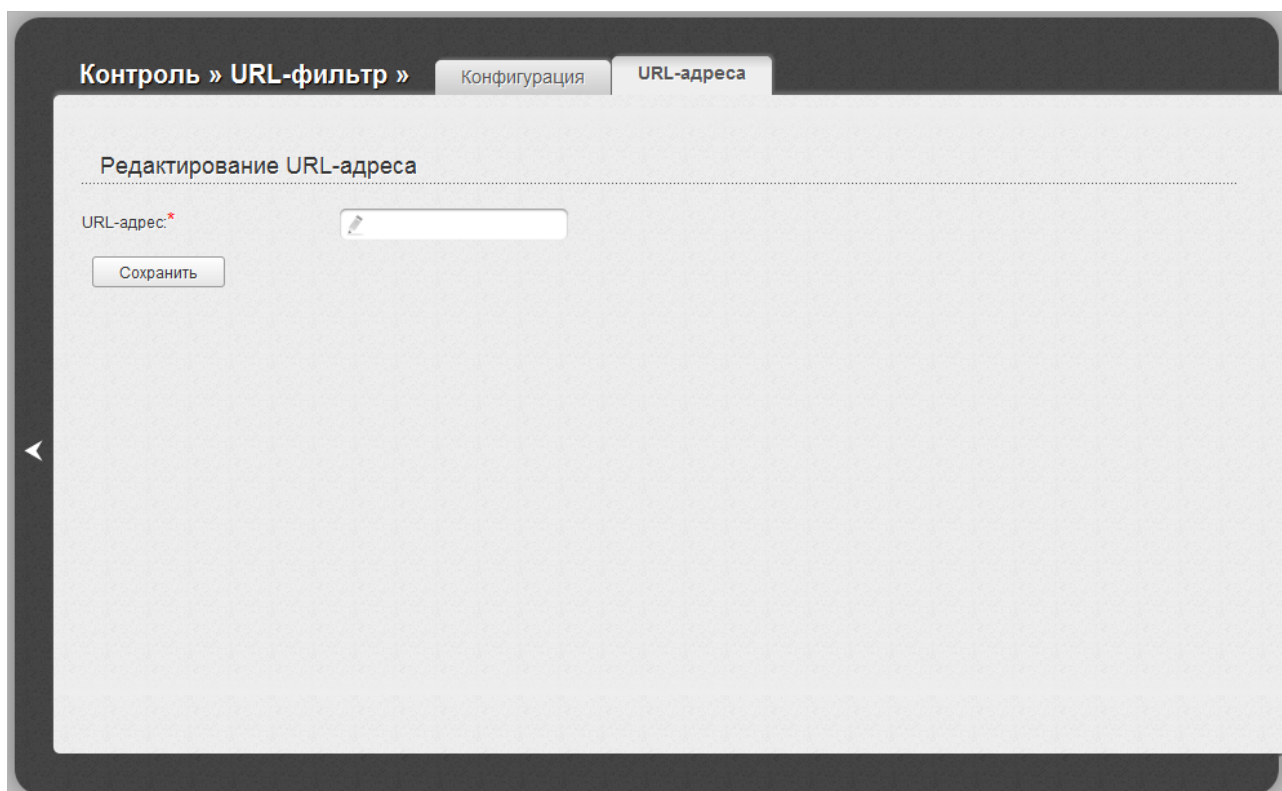 Контроль » URL-фильтр » Конфигурация URL-адреса
Редактирование URL-адреса
URL-адрес:*
Сохранить